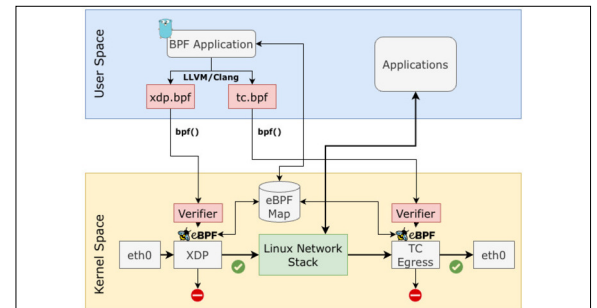 User Space
BPF Application
LLVM/Clang
xdp.bpf
tc.bpf
Applications
bpf()
bpf()
Kernel Space
eBPF
Map
Verifier
Verifier
eBPF
eBPF
eth0
XDP
Linux Network
Stack
TC
Egress
eth0